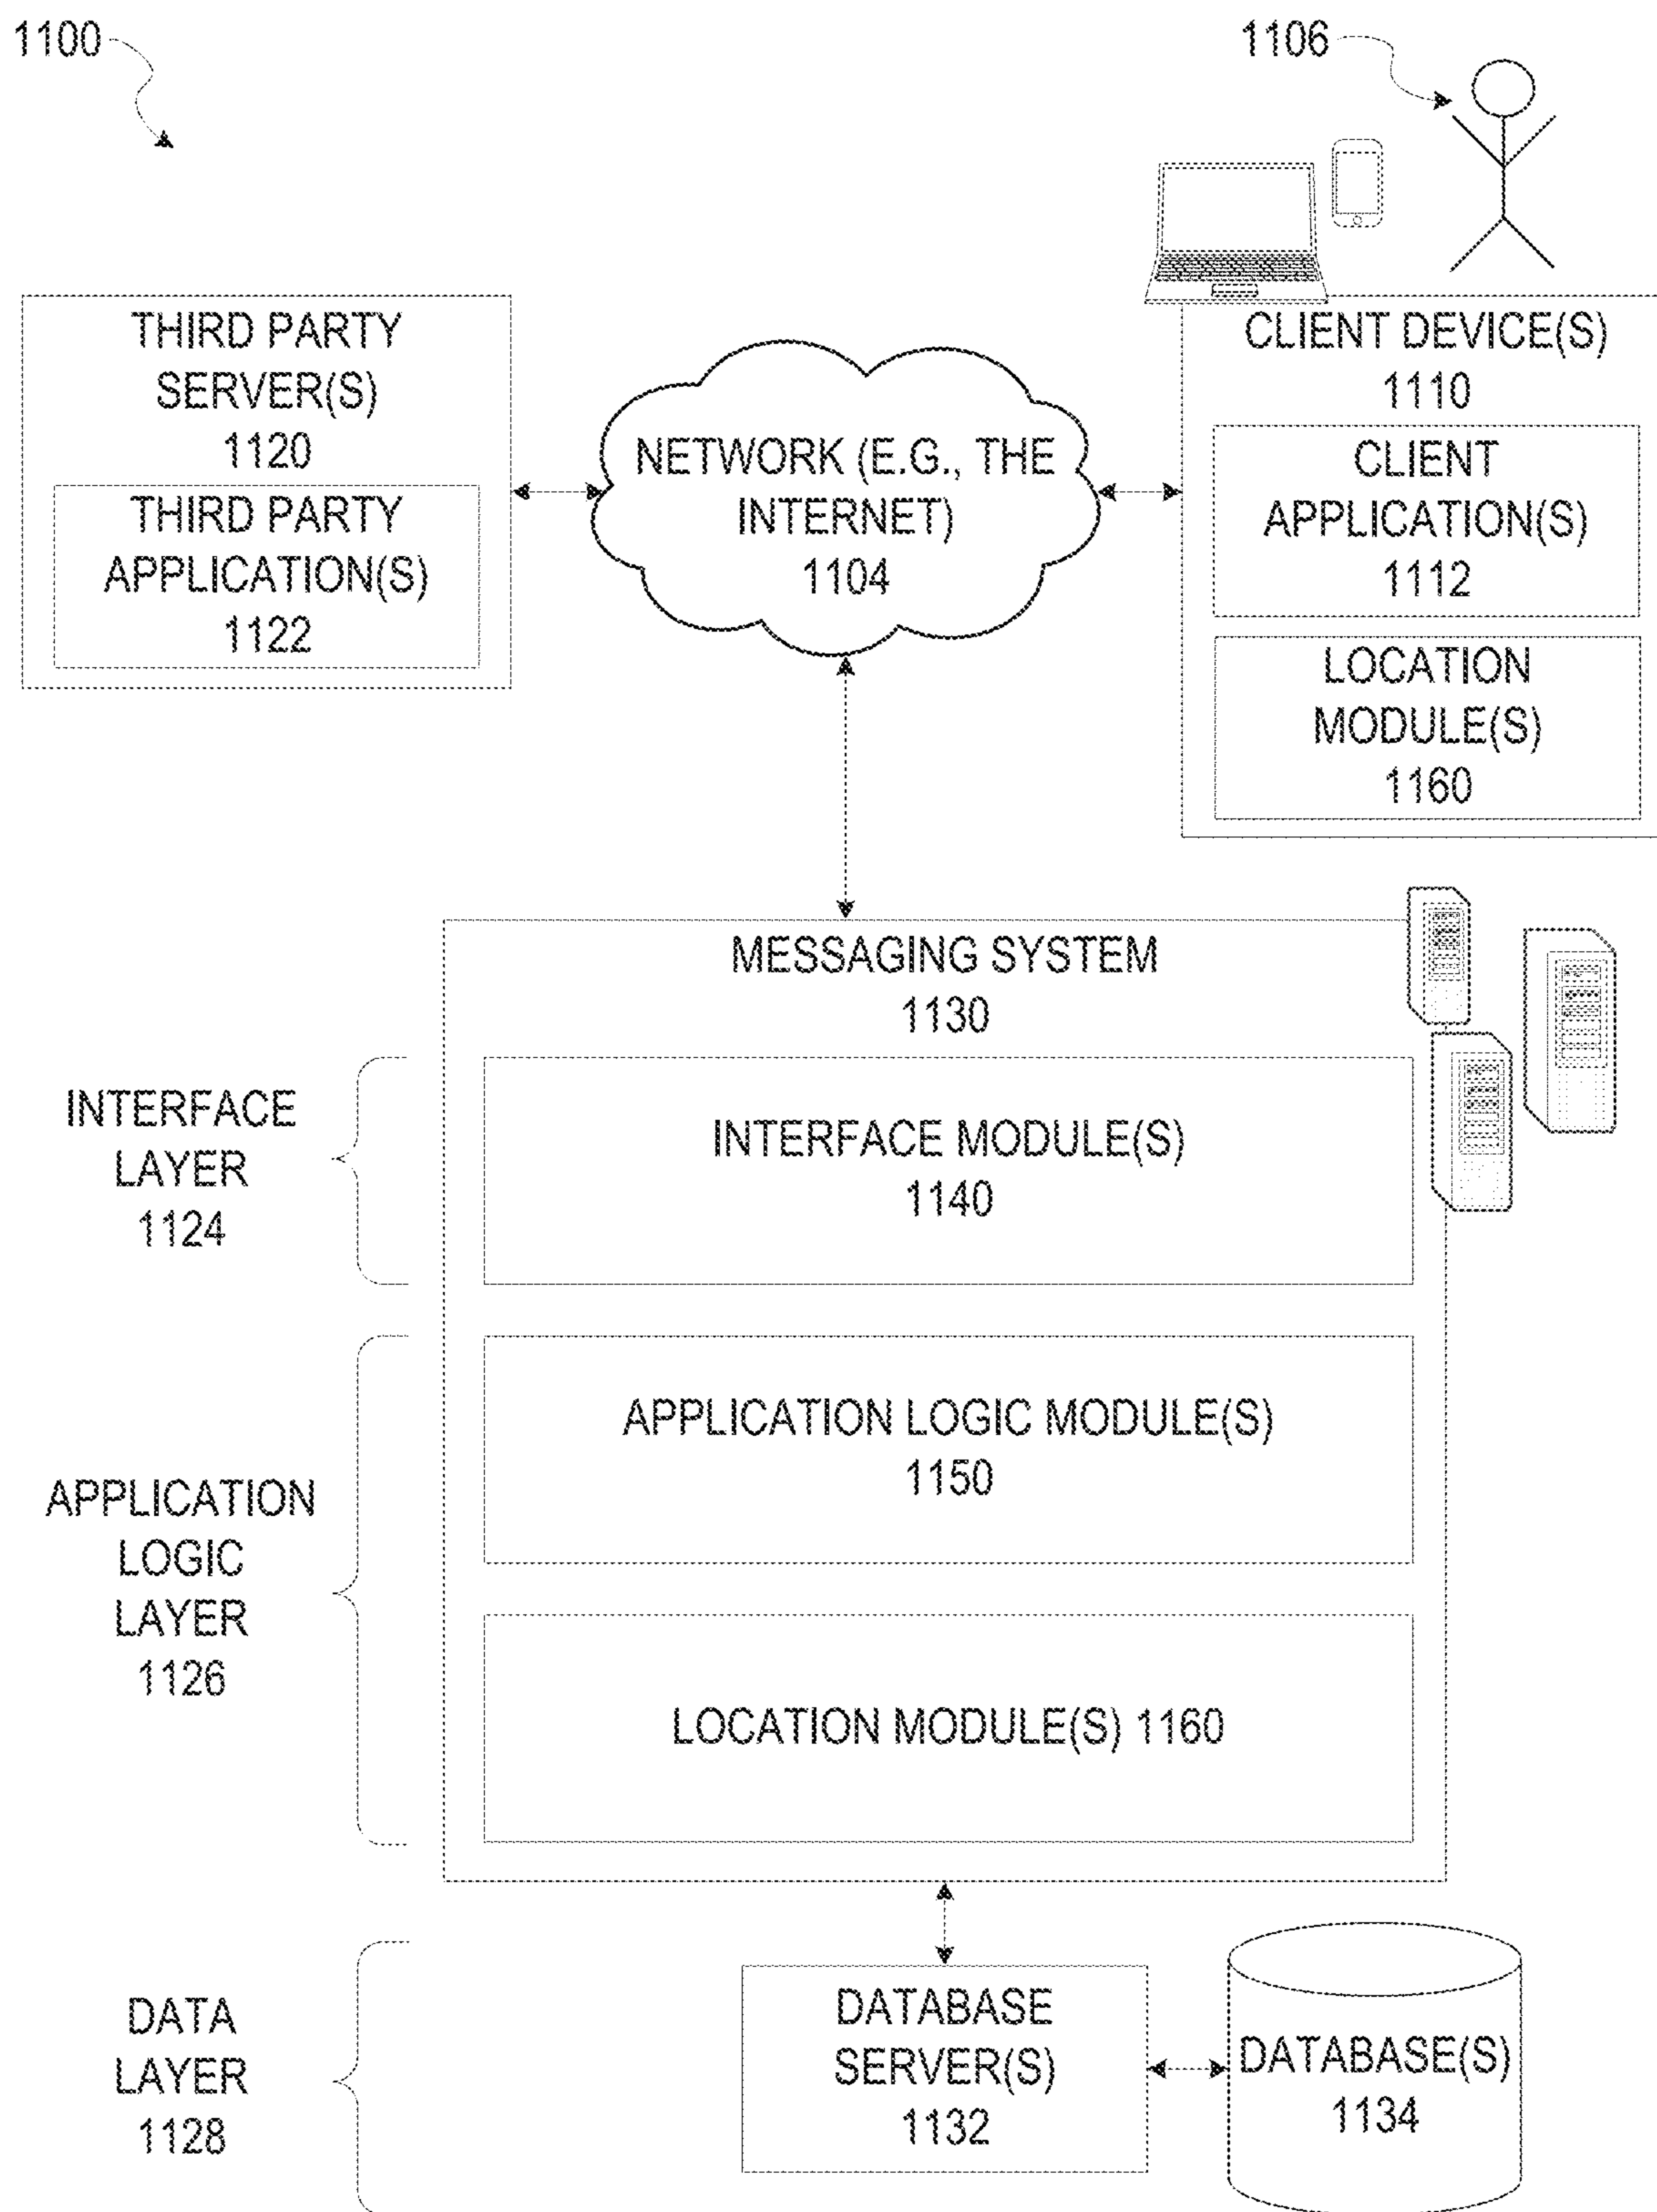 1100
1106
THIRD PARTY
SERVER(S)
1120
THIRD PARTY
APPLICATION(S)
1122
NETWORK (E.G., THE
INTERNET)
1104
CLIENT DEVICE(S)
1110
CLIENT
APPLICATION(S)
1112
LOCATION
MODULE(S)
1160
MESSAGING SYSTEM
1130
INTERFACE
LAYER
1124
INTERFACE MODULE(S)
1140
APPLICATION
LOGIC
LAYER
1126
APPLICATION LOGIC MODULE(S)
1150
LOCATION MODULE(S) 1160
DATA
LAYER
1128
DATABASE
SERVER(S)
1132
DATABASE(S)
1134